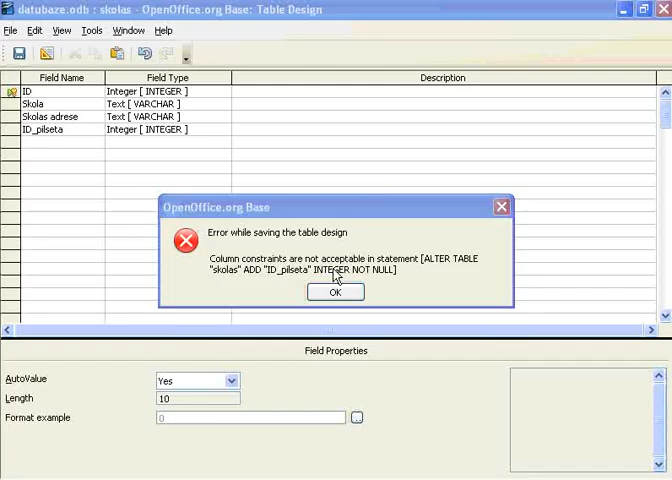 datubaze.odb : skolas - OpenOffice.org Base: Table Design
File Edit View Tools Window Help
Field Name Field Type Description
ID Integer [ INTEGER ]
Skola Text [ VARCHAR ]
Skolas adrese Text [ VARCHAR ]
ID_pilseta Integer [ INTEGER ]
OpenOffice.org Base
Error while saving the table design
Column constraints are not acceptable in statement [ALTER TABLE
"skolas" ADD "ID_pilseta" INTEGER NOT NULL]
OK
Field Properties
AutoValue Yes
Length 10
Format example 0
...